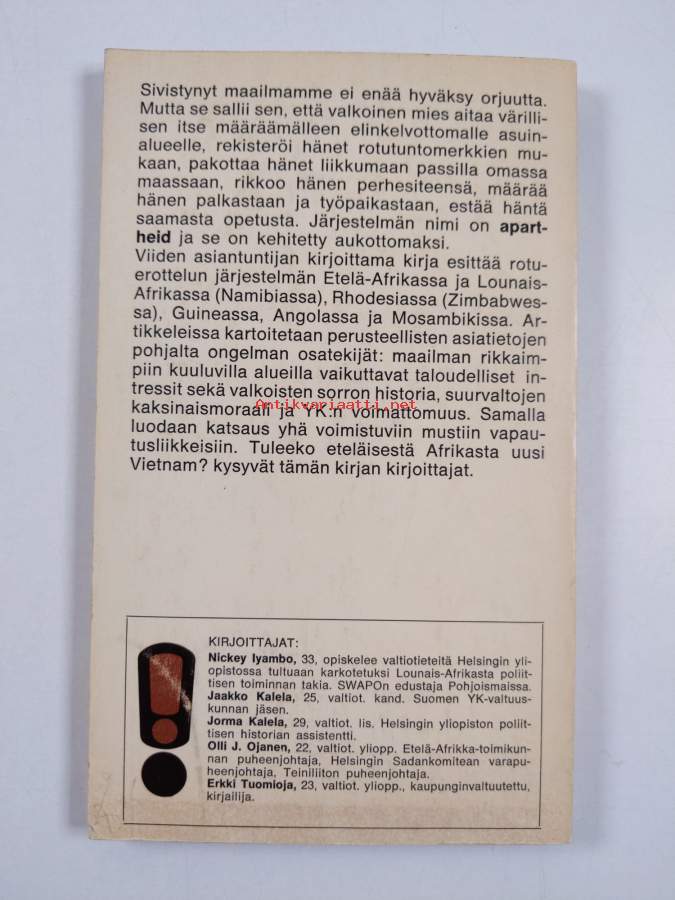 Sivistynyt maailmamme ei enää hyväksy orjuutta.
Mutta se sallii sen, että valkoinen mies aitaa värilli-
sen itse määräämälleen elinkelvottomalle asuin-
alueelle, rekisteröi hänet rotutuntomerkkien mu-
kaan, pakottaa hänet liikkumaan passilla omassa
maassaan, rikkoo hänen perhesiteensä, määrää
hänen palkastaan ja työpaikastaan, estää häntä
saamasta opetusta. Järjestelmän nimi on apart-
heid ja se on kehitetty aukottomaksi.
Viiden asiantuntijan kirjoittama kirja esittää rotu-
erottelun järjestelmän Etelä-Afrikassa ja Lounais-
Afrikassa (Namibiassa), Rhodesiassa (Zimbabwes-
sa), Guineassa, Angolassa ja Mosambikissa. Ar-
tikkeleissa kartoitetaan perusteellisten asiatietojen
pohjalta ongelman osatekijät: maailman rikkaim-
piin kuuluvilla alueilla vaikuttavat taloudelliset in-
tressit sekä valkoisten sorron historia, suurvaltojen
kaksinaismoraali ja YK:n voimattomuus. Samalla
Antikvariaatti.net
luodaan katsaus yhä voimistuviin mustiin vapau-
tusliikkeisiin. Tuleeko eteläisestä Afrikasta uusi
Vietnam? kysyvät tämän kirjan kirjoittajat.
KIRJOITTAJAT:
Nickey Iyambo, 33, opiskelee valtiotieteitä Helsingin yli-
opistossa tultuaan karkotetuksi Lounais-Afrikasta poliit-
tisen toiminnan takia. SWAPOn edustaja Pohjoismaissa.
Jaakko Kalela, 25, valtiot. kand. Suomen YK-valtuus-
kunnan jäsen.
Jorma Kalela, 29, valtiot. lis. Helsingin yliopiston poliit-
tisen historian assistentti.
Olli J. Ojanen, 22, valtiot. yliopp. Etelä-Afrikka-toimikun-
nan puheenjohtaja, Helsingin Sadankomitean varapu-
heenjohtaja, Teiniliiton puheenjohtaja.
Erkki Tuomioja, 23, valtiot. yliopp., kaupunginvaltuutettu,
kirjailija.